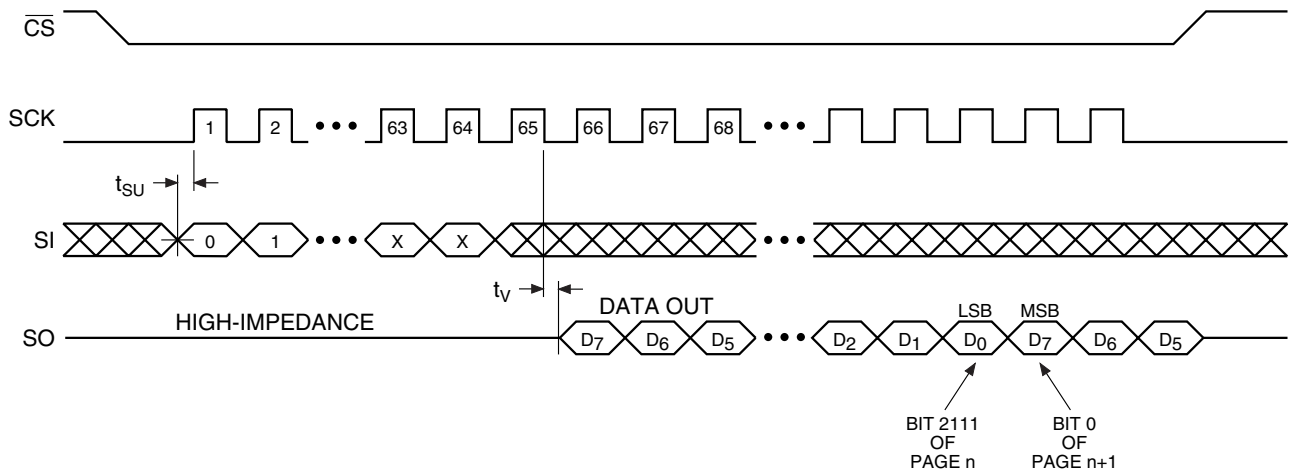 CS
SCK
1 2 ••• 63 64 65 66 67 68 •••
tSU
SI
0 1 ••• X X •••
tV
DATA OUT
HIGH-IMPEDANCE
LSB MSB
SO
D7 D6 D5 ••• D2 D1 D0 D7 D6 D5
BIT 2111
OF
PAGE n
BIT 0
OF
PAGE n+1